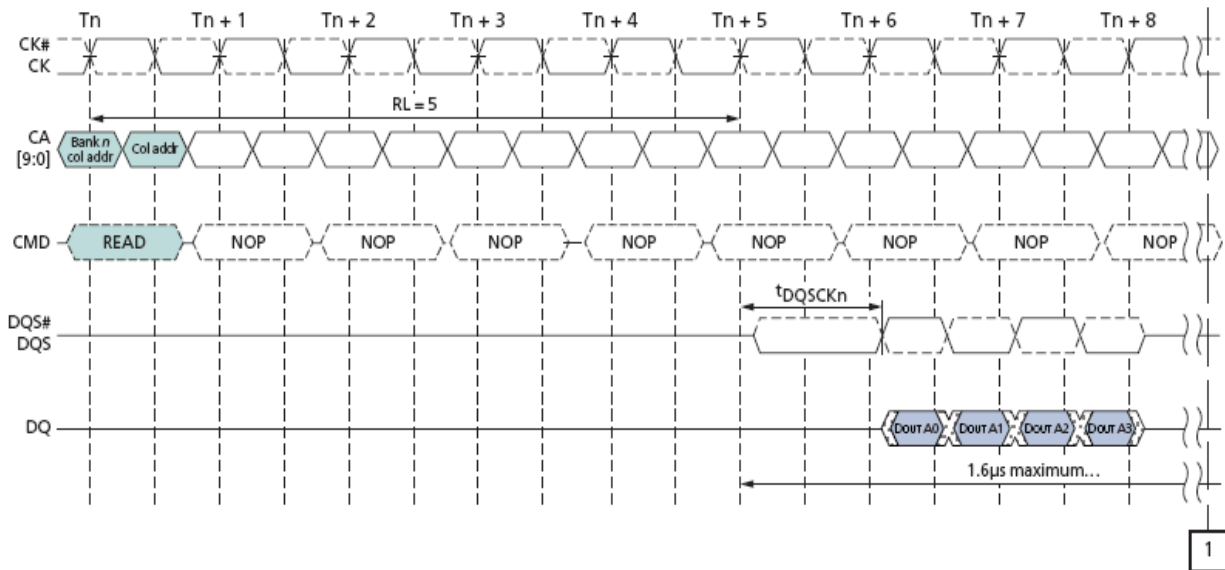 Tn Tn + 1 Tn + 2 Tn + 3 Tn + 4 Tn + 5 Tn + 6 Tn + 7 Tn + 8
CK#
CK
RL = 5
CA
[9:0]
Bank n
col addr
Col addr
CMD READ NOP NOP NOP NOP NOP NOP NOP NOP
tDQSCKn
DQS#
DQS
DQ DOUT A0 DOUT A1 DOUT A2 DOUT A3
1.6µs maximum…
1